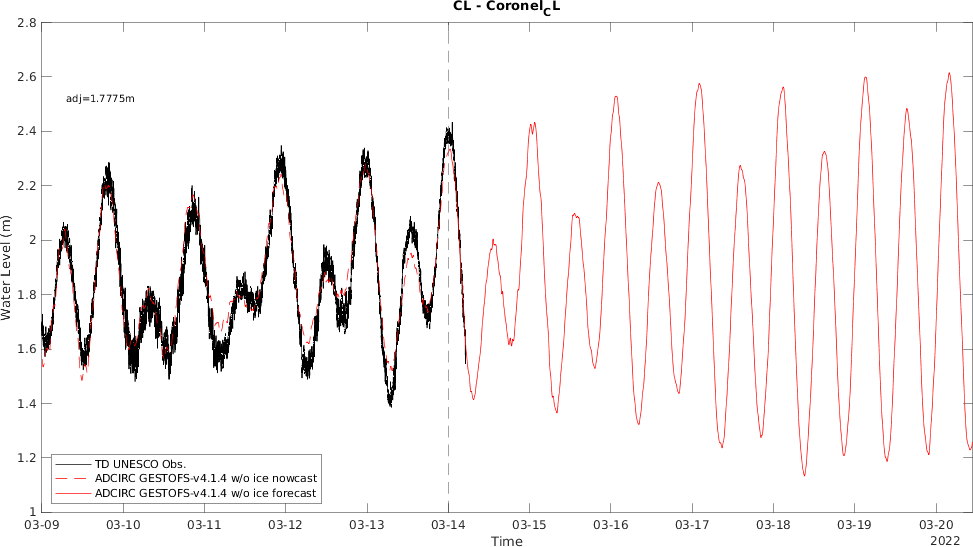 CL - Coronel_CL
2.8
2.6
adj=1.7775m
2.4
2.2
2
1.8
1.6
1.4
1.2
1
Water Level (m)
TD UNESCO Obs.
ADCIRC GESTOFS-v4.1.4 w/o ice nowcast
ADCIRC GESTOFS-v4.1.4 w/o ice forecast
03-09 03-10 03-11 03-12 03-13 03-14 03-15 03-16 03-17 03-18 03-19 03-20
Time
2022